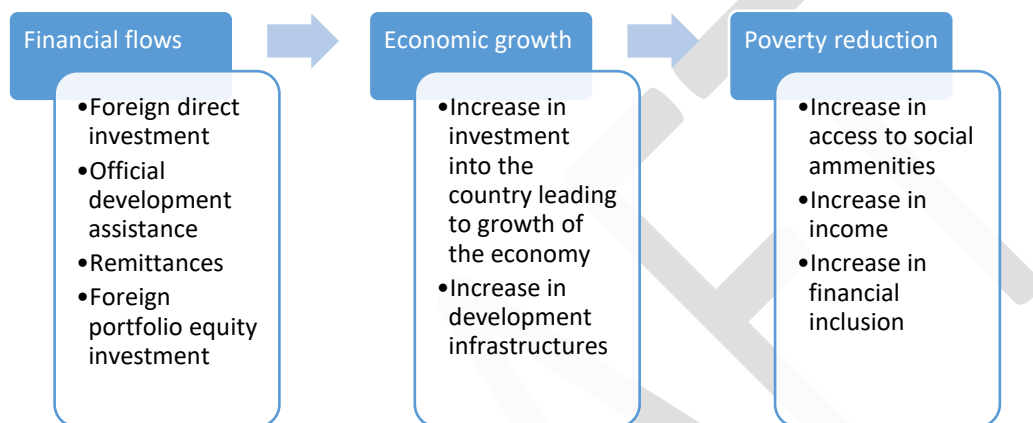 Financial flows
•Foreign direct
investment
•Official
development
assistance
•Remittances
•Foreign
portfolio equity
investment
Economic growth
•Increase in
investment
into the
country leading
to growth of
the economy
•Increase in
development
infrastructures
Poverty reduction
•Increase in
access to social
ammenities
•Increase in
income
•Increase in
financial
inclusion